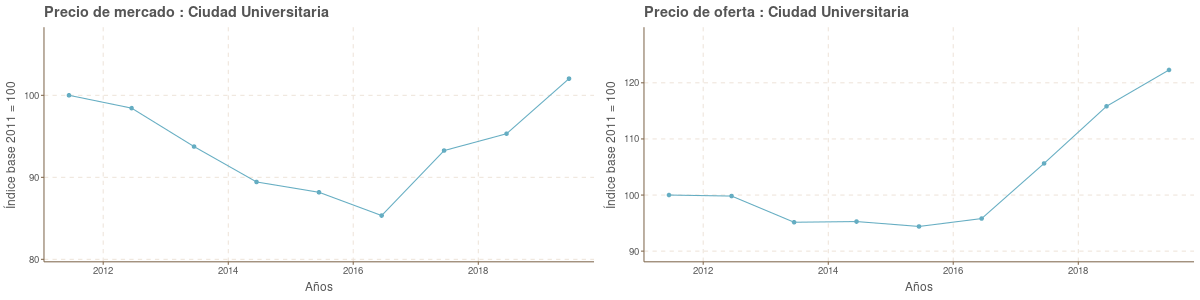 Precio de mercado : Ciudad Universitaria
Índice base 2011 = 100
100
90
80
2012 2014 2016 2018
Años
Precio de oferta : Ciudad Universitaria
Índice base 2011 = 100
120
110
100
90
2012 2014 2016 2018
Años